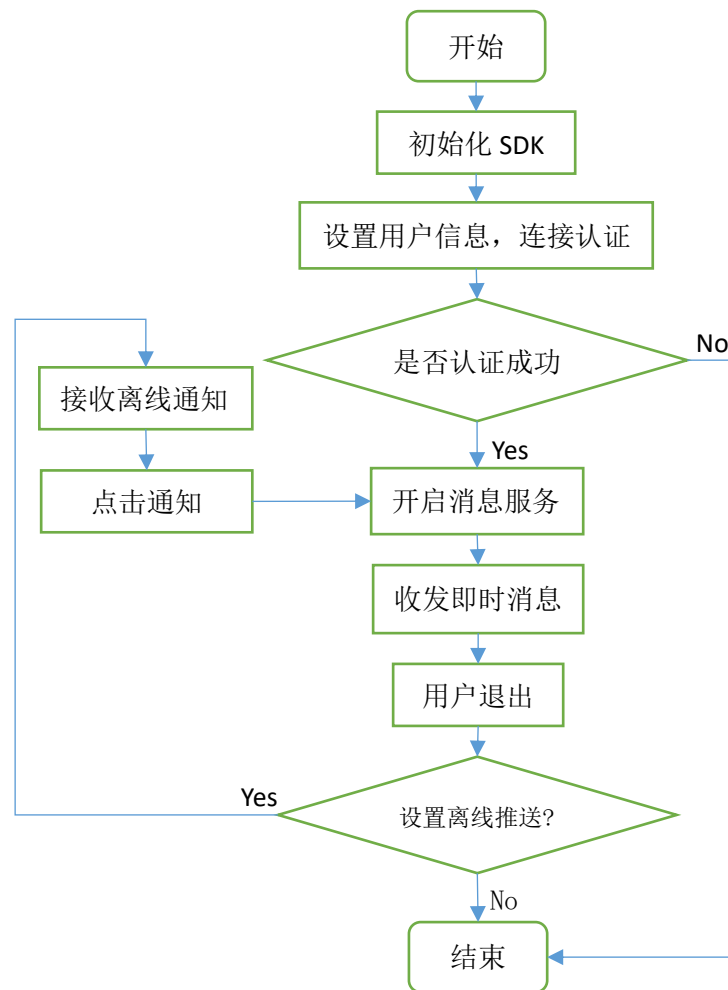 开始
初始化 SDK
设置用户信息，连接认证
是否认证成功
No
接收离线通知
Yes
点击通知
开启消息服务
收发即时消息
用户退出
Yes
设置离线推送?
No
结束